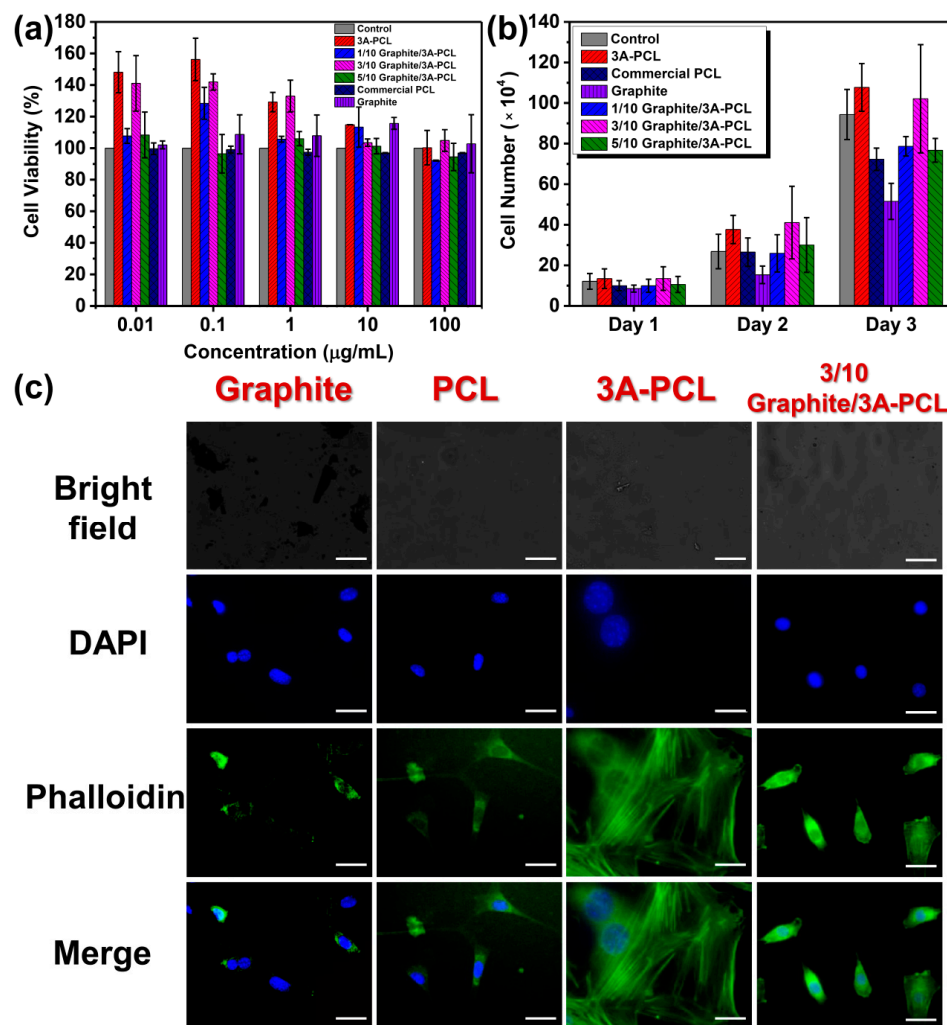 (a)
Cell Viability (%)
180
160
140
120
100
80
60
40
20
0
Control
3A-PCL
1/10 Graphite/3A-PCL
3/10 Graphite/3A-PCL
5/10 Graphite/3A-PCL
Commercial PCL
Graphite
0.01
0.1
1
10
100
Concentration (μg/mL)
(b)
Cell Number (× 10⁴)
140
120
100
80
60
40
20
0
Control
3A-PCL
Commercial PCL
Graphite
1/10 Graphite/3A-PCL
3/10 Graphite/3A-PCL
5/10 Graphite/3A-PCL
Day 1
Day 2
Day 3
(c)
Graphite
PCL
3A-PCL
3/10
Graphite/3A-PCL
Bright
field
DAPI
Phalloidin
Merge